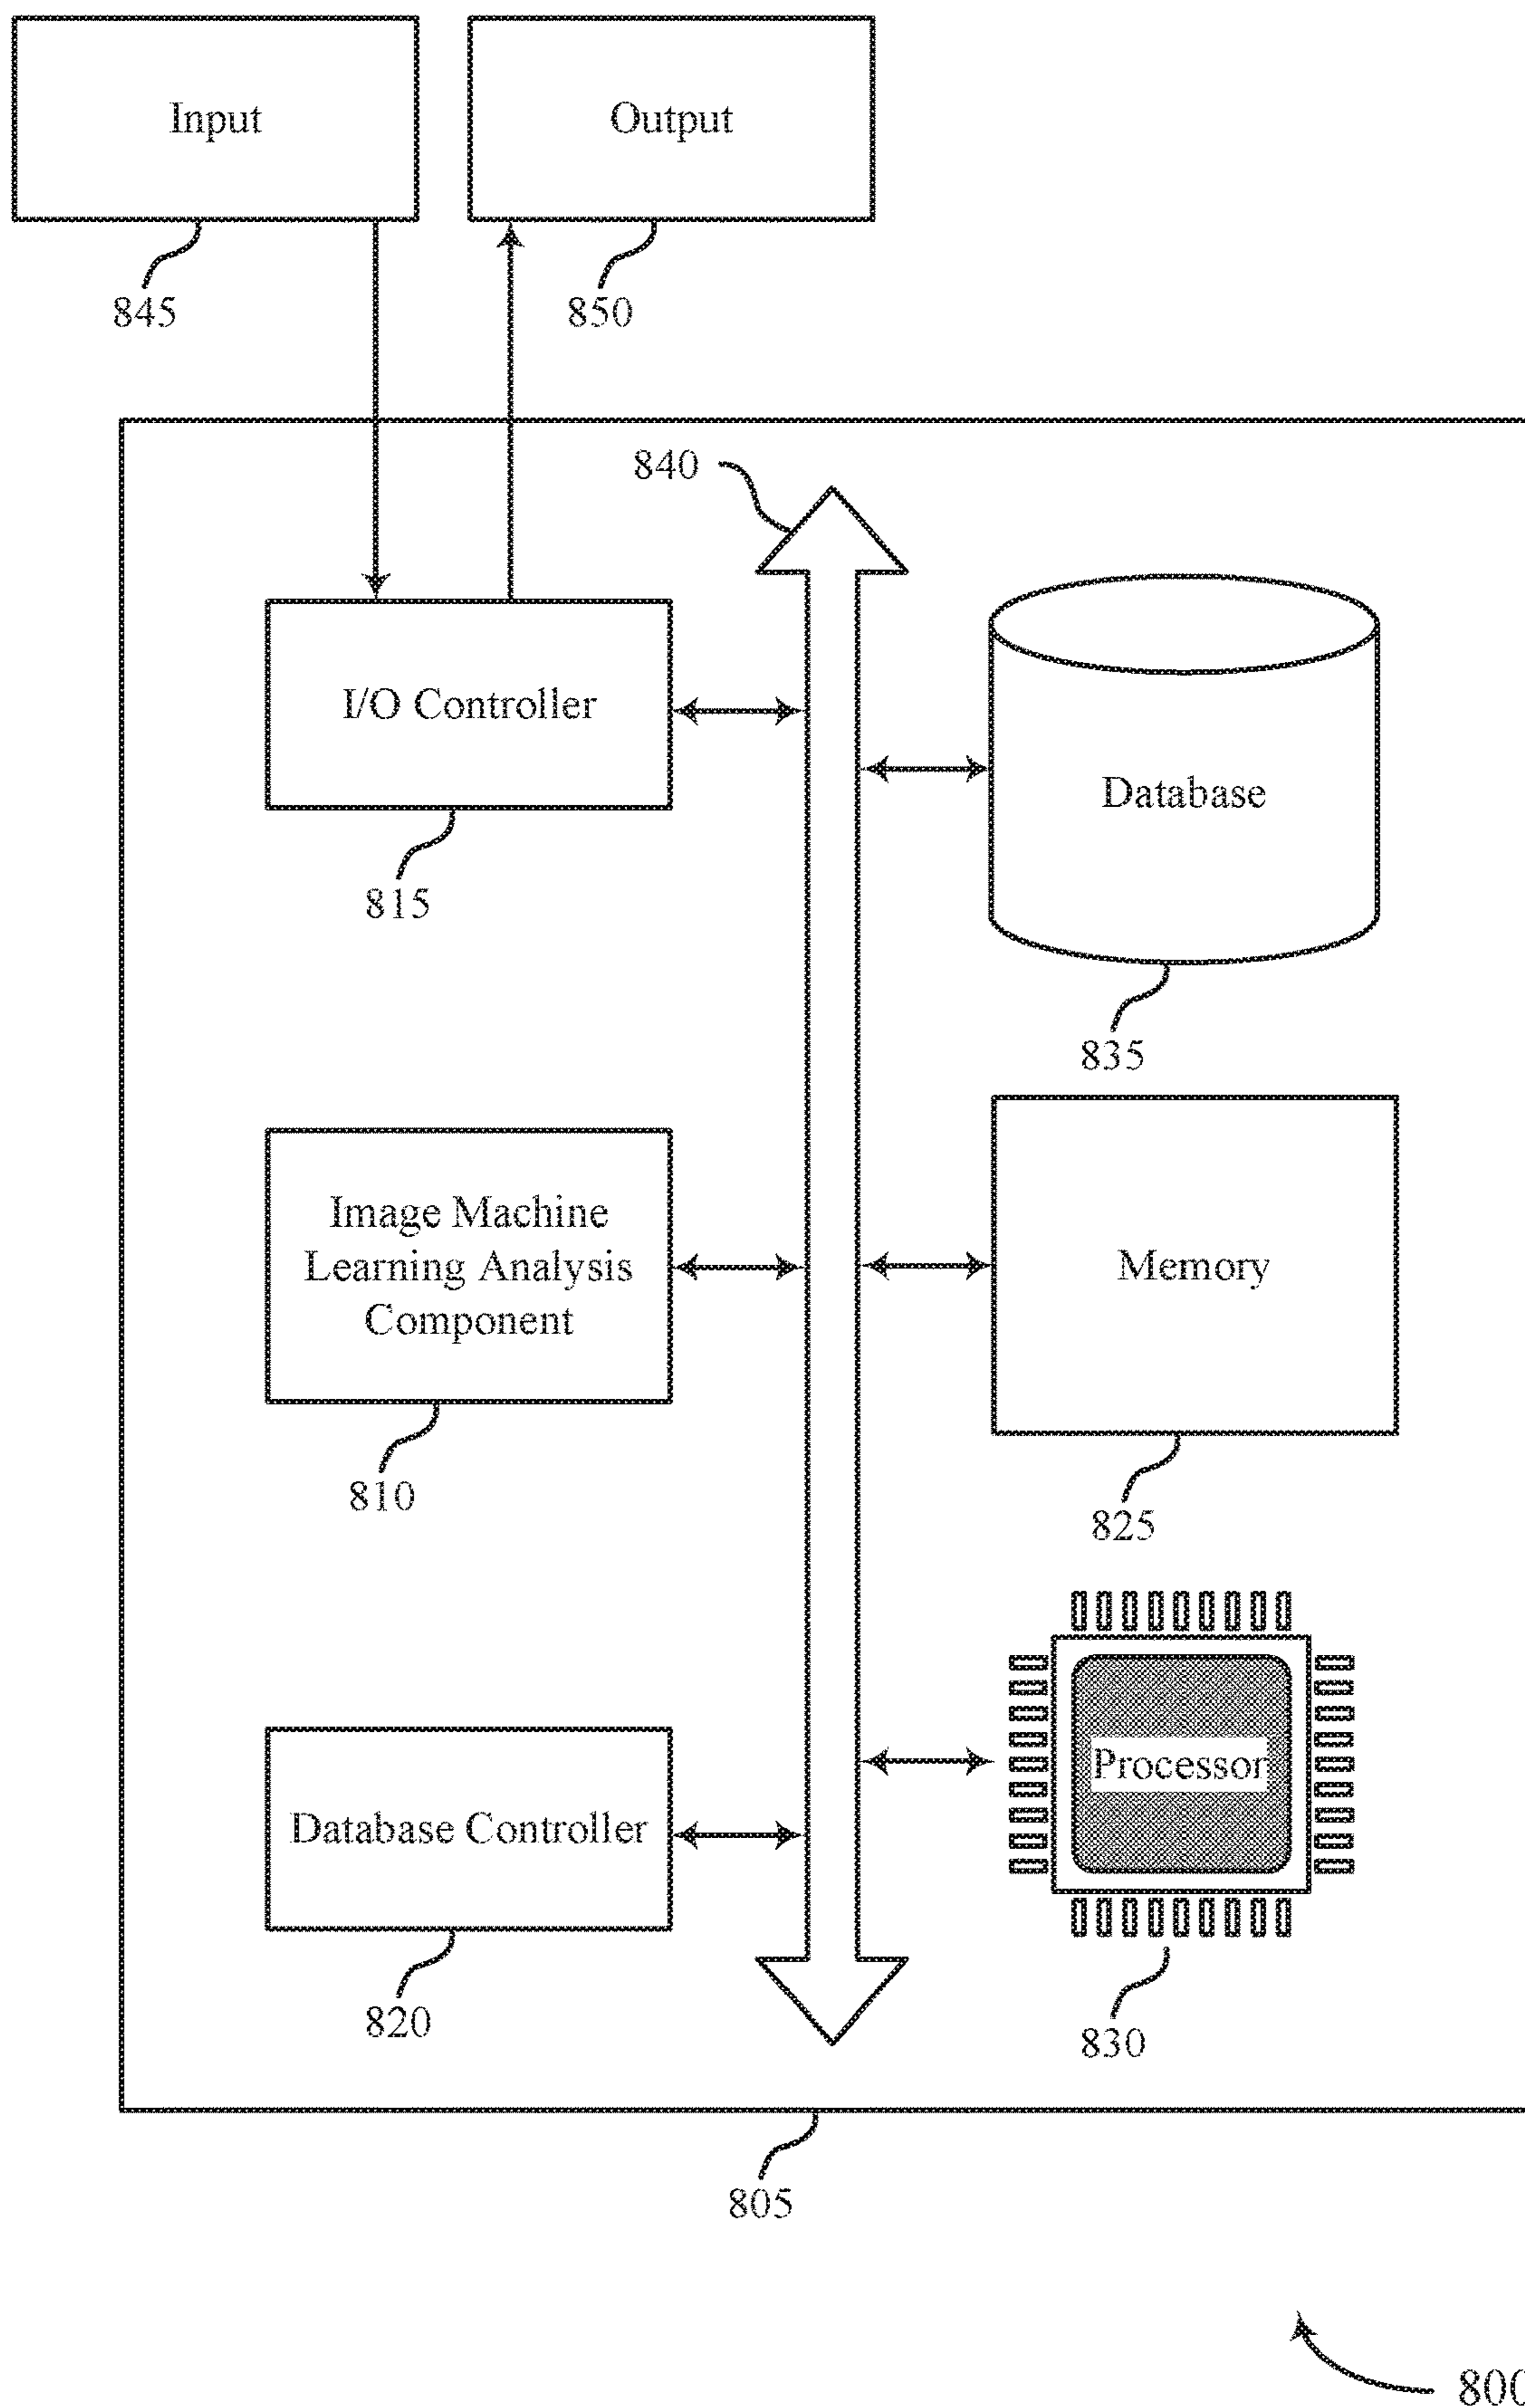 Input
Output
845
850
840
I/O Controller
Database
815
835
Image Machine
Learning Analysis
Component
Memory
810
825
Processor
Database Controller
820
830
805
800